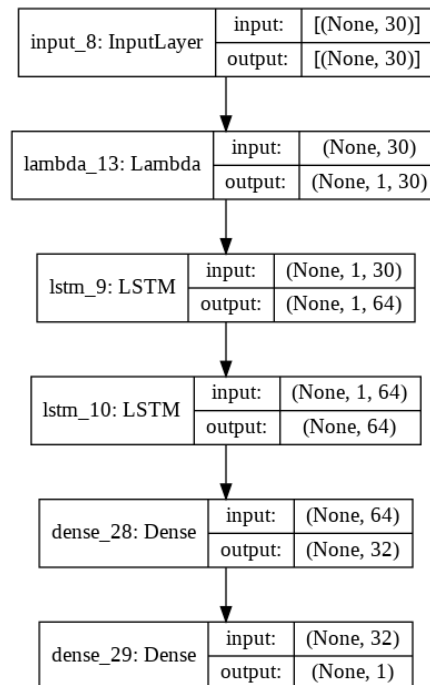 input_8: InputLayer input: [(None, 30)]
output: [(None, 30)]
lambda_13: Lambda input: (None, 30)
output: (None, 1, 30)
lstm_9: LSTM input: (None, 1, 30)
output: (None, 1, 64)
lstm_10: LSTM input: (None, 1, 64)
output: (None, 64)
dense_28: Dense input: (None, 64)
output: (None, 32)
dense_29: Dense input: (None, 32)
output: (None, 1)